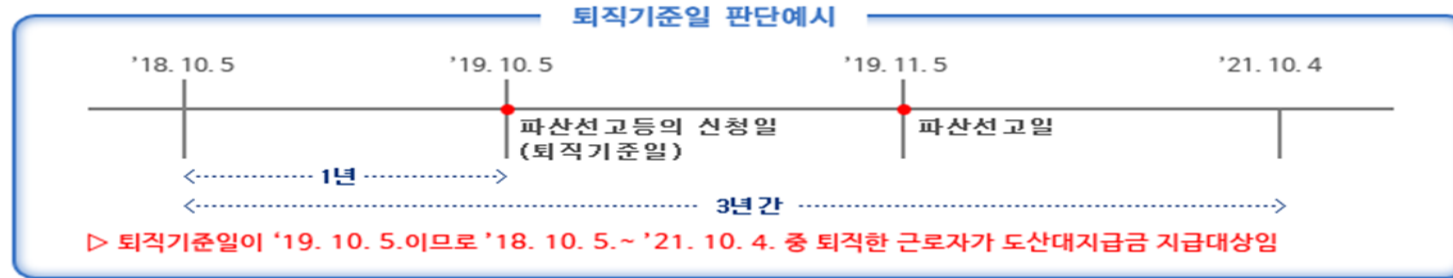 퇴직기준일 판단예시
’18. 10. 5
’19. 10. 5
’19. 11. 5
’21. 10. 4
파산선고등의 신청일
(퇴직기준일)
파산선고일
1년
3년간
▷ 퇴직기준일이 ‘19. 10. 5.이므로 ’18. 10. 5.~ ’21. 10. 4. 중 퇴직한 근로자가 도산대지급금 지급대상임